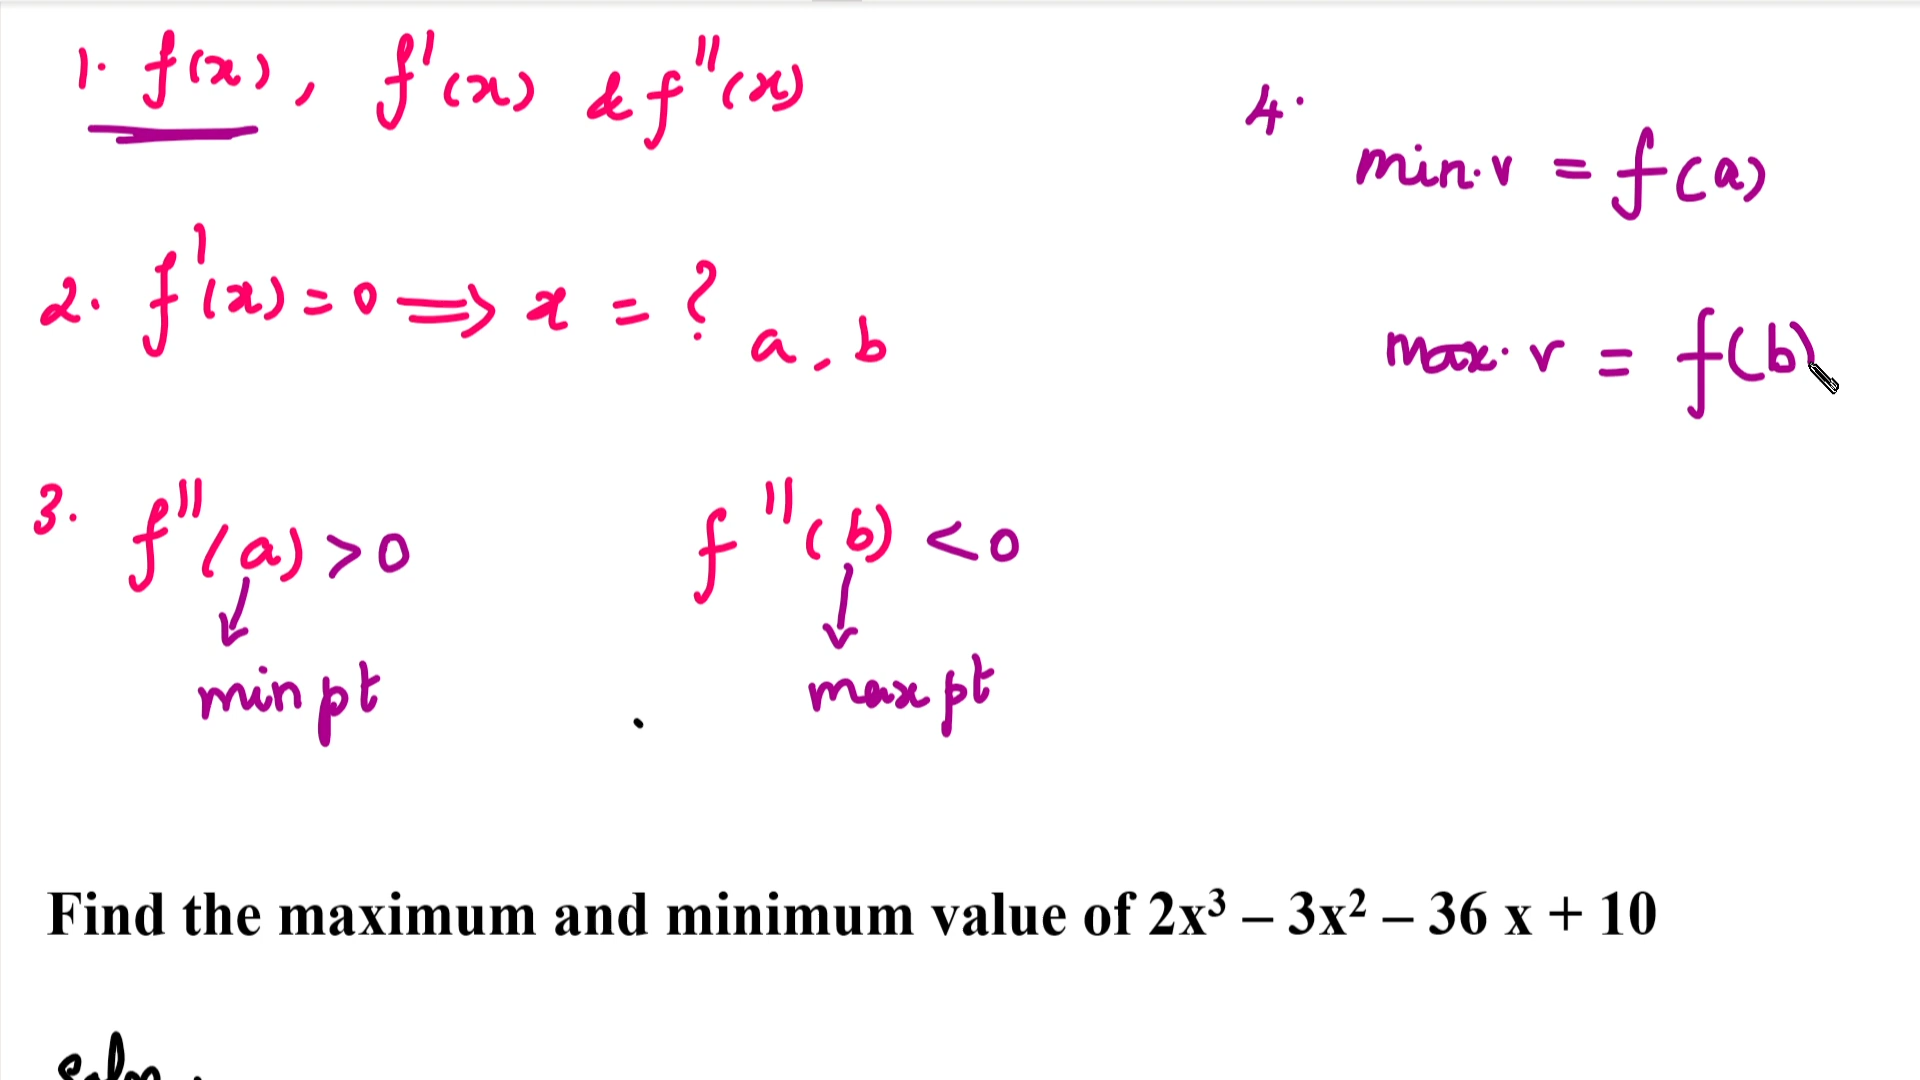 1. f(x), f'(x) & f"(x)
2. f'(x) = 0 ⟹ x = ? a, b
3. f"(a) > 0 f"(b) < 0
min pt max pt
4.
min. v = f(a)
max. v = f(b)
Find the maximum and minimum value of 2x³ – 3x² – 36 x + 10